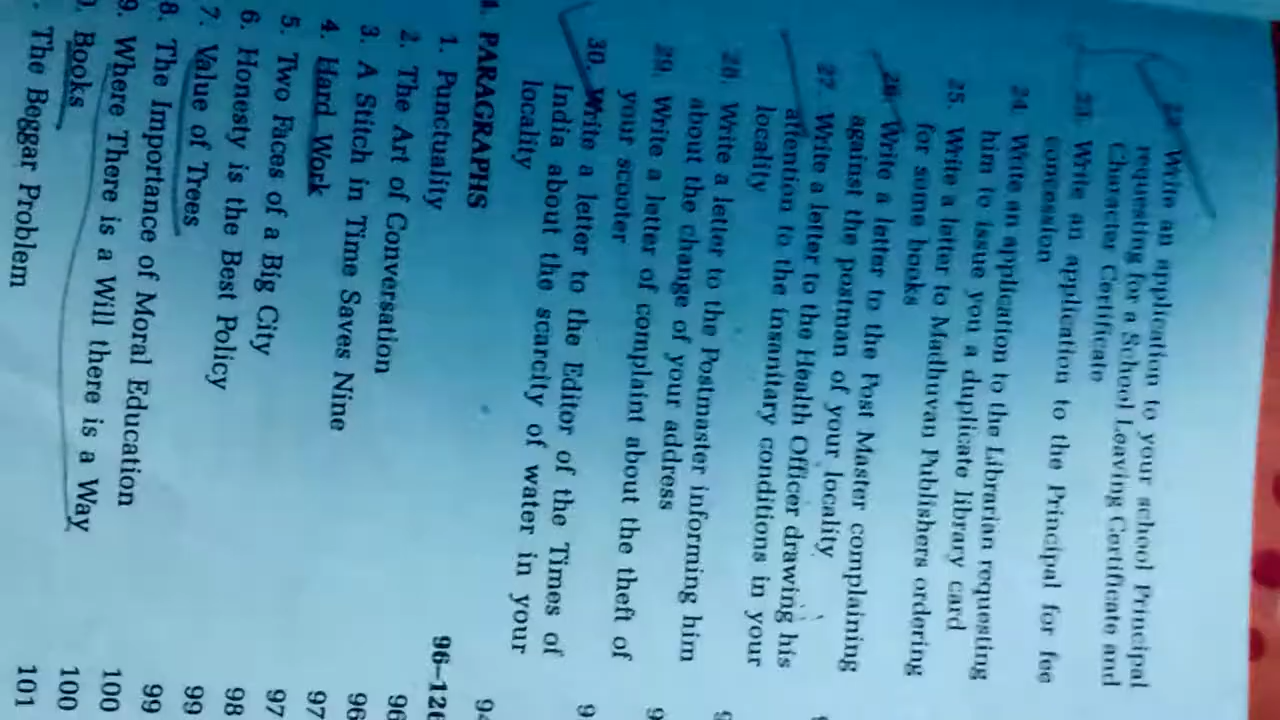 22. Write an application to your school Principal
requesting for a School Leaving Certificate and
Character Certificate
23. Write an application to the Principal for fee
concession
24. Write an application to the Librarian requesting
him to issue you a duplicate library card
25. Write a letter to Madhuvan Publishers ordering
for some books
26. Write a letter to the Post Master complaining
against the postman of your locality
27. Write a letter to the Health Officer drawing his
attention to the insanitary conditions in your
locality
28. Write a letter to the Postmaster informing him
about the change of your address
29. Write a letter of complaint about the theft of
your scooter
30. Write a letter to the Editor of the Times of
India about the scarcity of water in your
locality 94
PARAGRAPHS 96–126
1. Punctuality 96
2. The Art of Conversation 96
3. A Stitch in Time Saves Nine 97
4. Hard Work 97
5. Two Faces of a Big City 98
6. Honesty is the Best Policy 99
7. Value of Trees 99
8. The Importance of Moral Education 100
9. Where There is a Will there is a Way 100
Books 101
The Beggar Problem